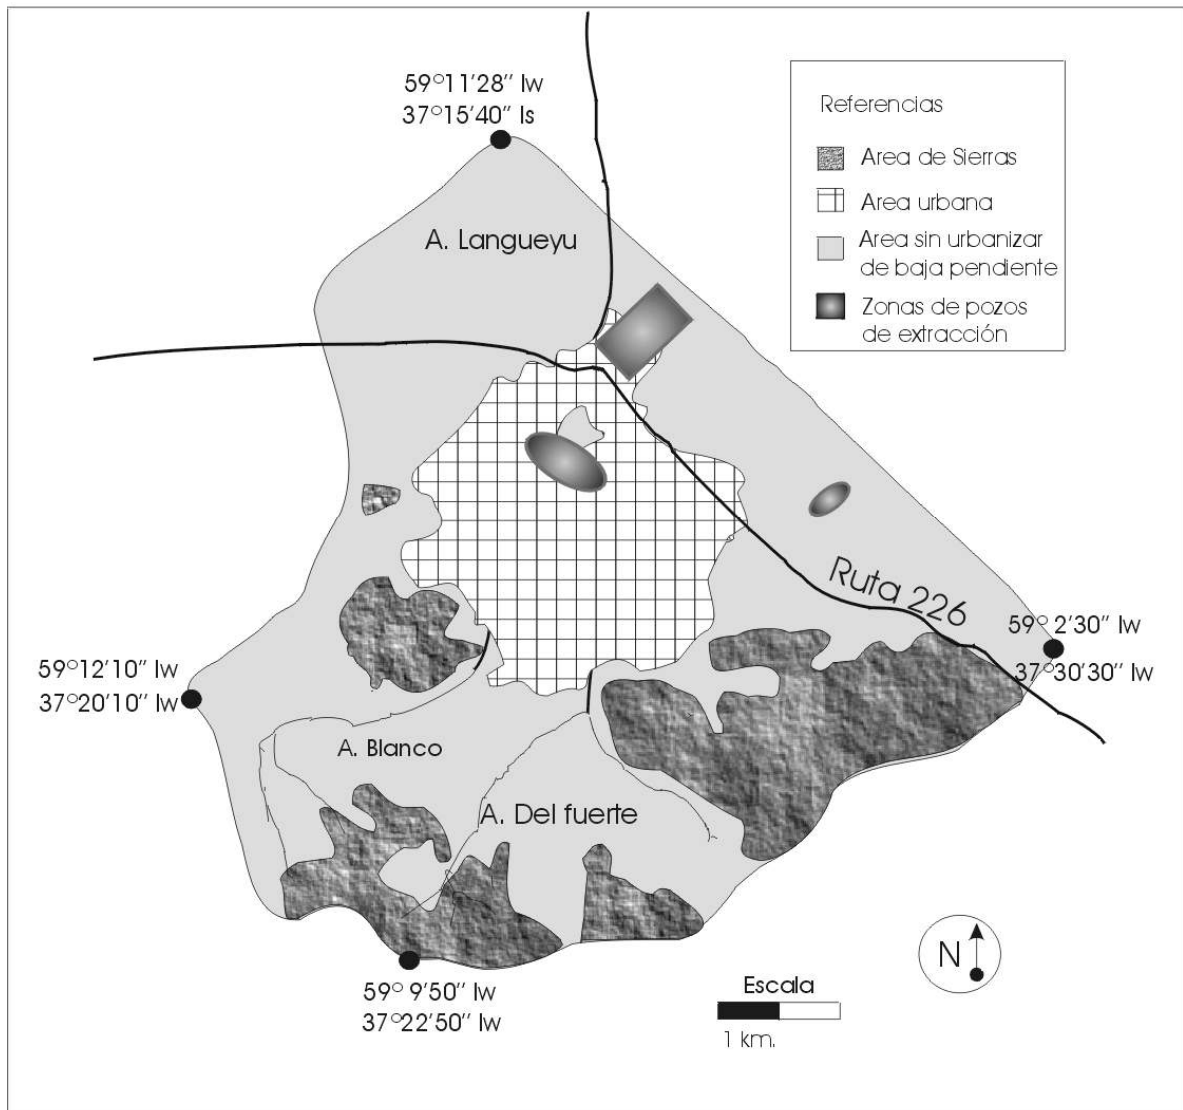 59°11'28'' lw
37°15'40'' ls
Referencias
Area de Sierras
Area urbana
Area sin urbanizar
de baja pendiente
Zonas de pozos
de extracción
A. Langueyu
Ruta 226
59° 2'30'' lw
37°30'30'' lw
59°12'10'' lw
37°20'10'' lw
A. Blanco
A. Del fuerte
59° 9'50'' lw
37°22'50'' lw
N
Escala
1 km.